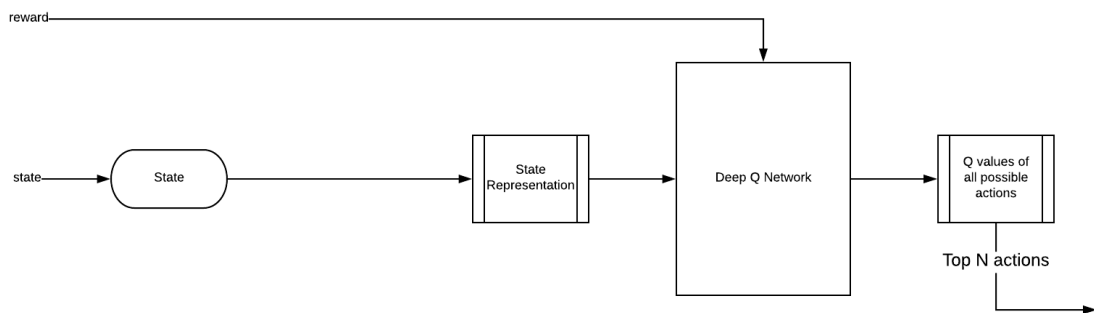 reward
state
State
State
Representation
Deep Q Network
Q values of
all possible
actions
Top N actions